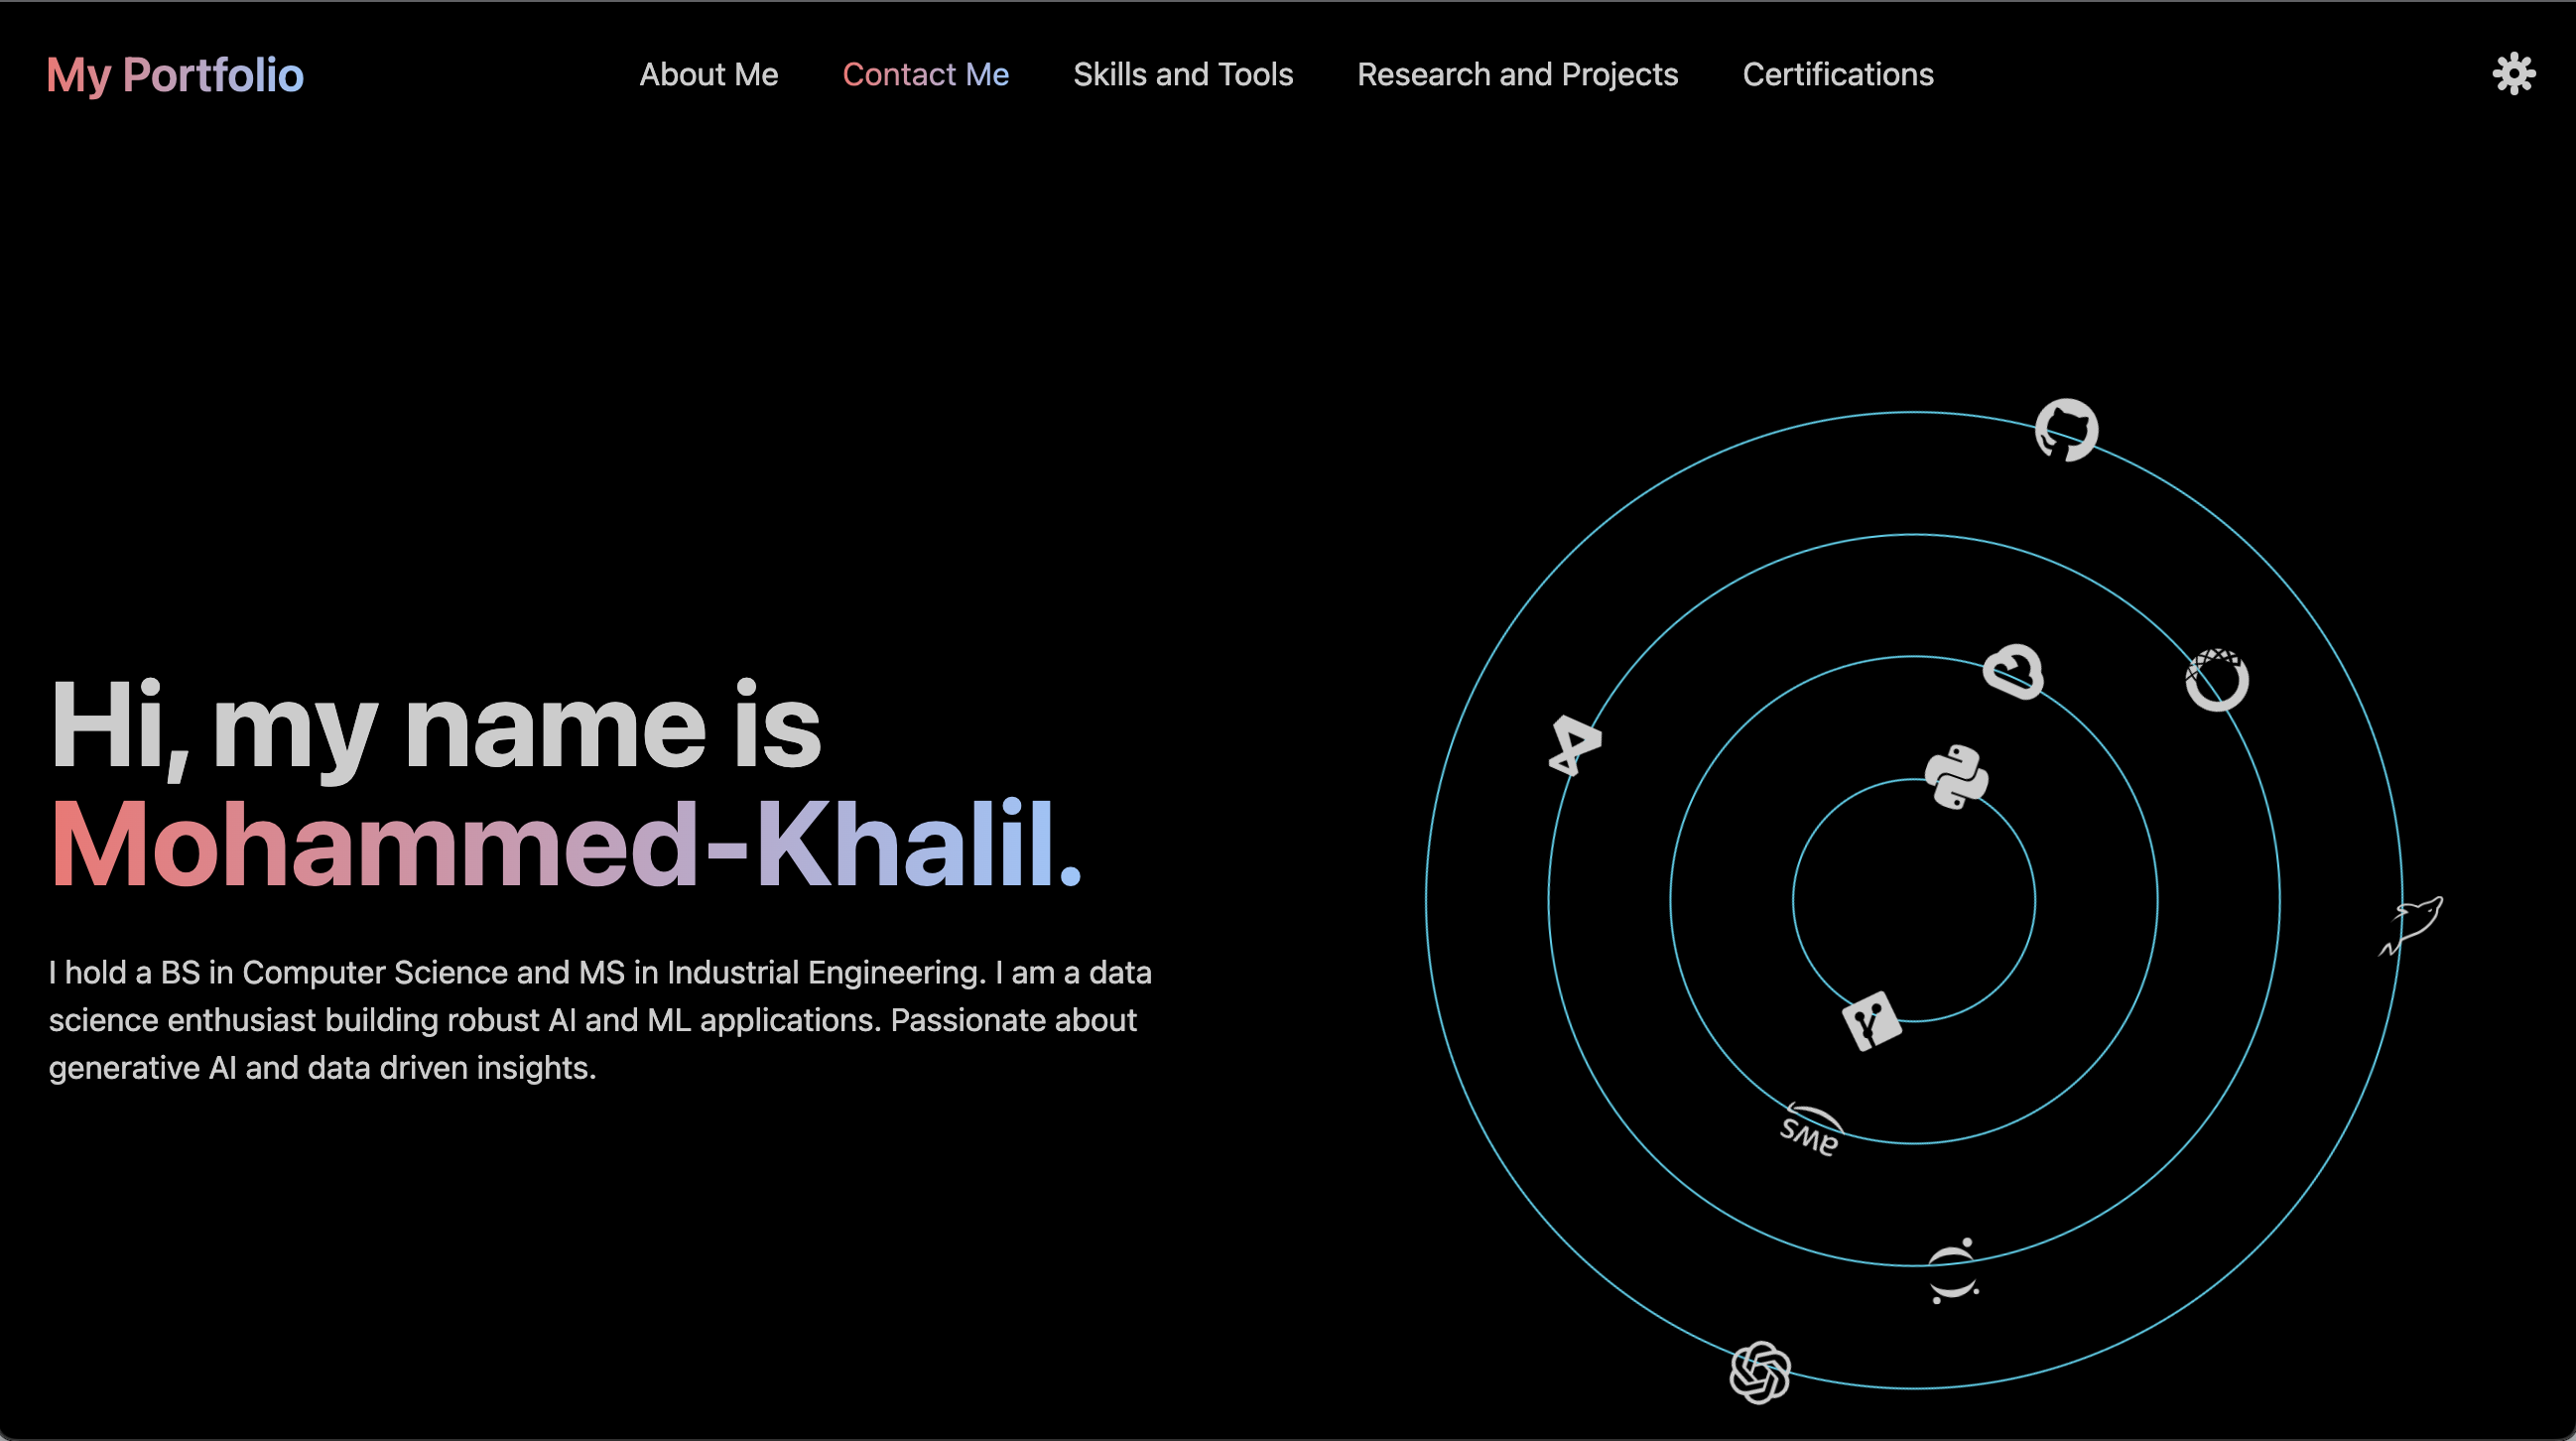 My Portfolio
About Me
Contact Me
Skills and Tools
Research and Projects
Certifications
Hi, my name is
Mohammed-Khalil.
I hold a BS in Computer Science and MS in Industrial Engineering. I am a data
science enthusiast building robust AI and ML applications. Passionate about
generative AI and data driven insights.
aws